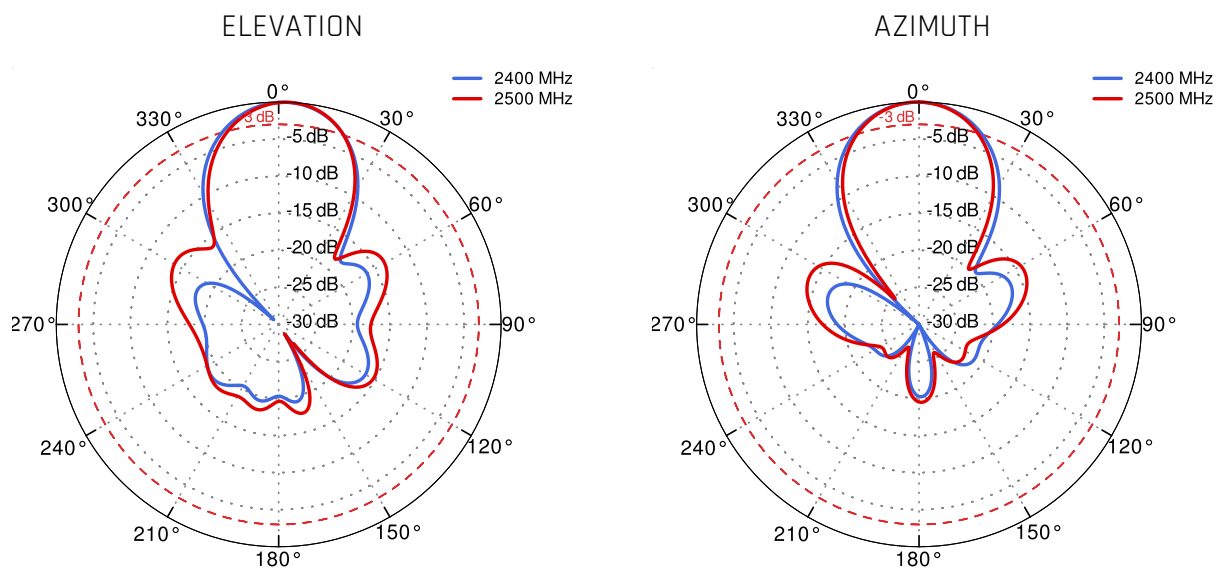 ELEVATION
2400 MHz
2500 MHz
0°
330°
30°
3 dB
-5 dB
-10 dB
300°
60°
-15 dB
-20 dB
-25 dB
270°
-30 dB
90°
240°
120°
210°
150°
180°
AZIMUTH
2400 MHz
2500 MHz
0°
330°
30°
-3 dB
-5 dB
-10 dB
300°
60°
-15 dB
-20 dB
-25 dB
270°
-30 dB
90°
240°
120°
210°
150°
180°